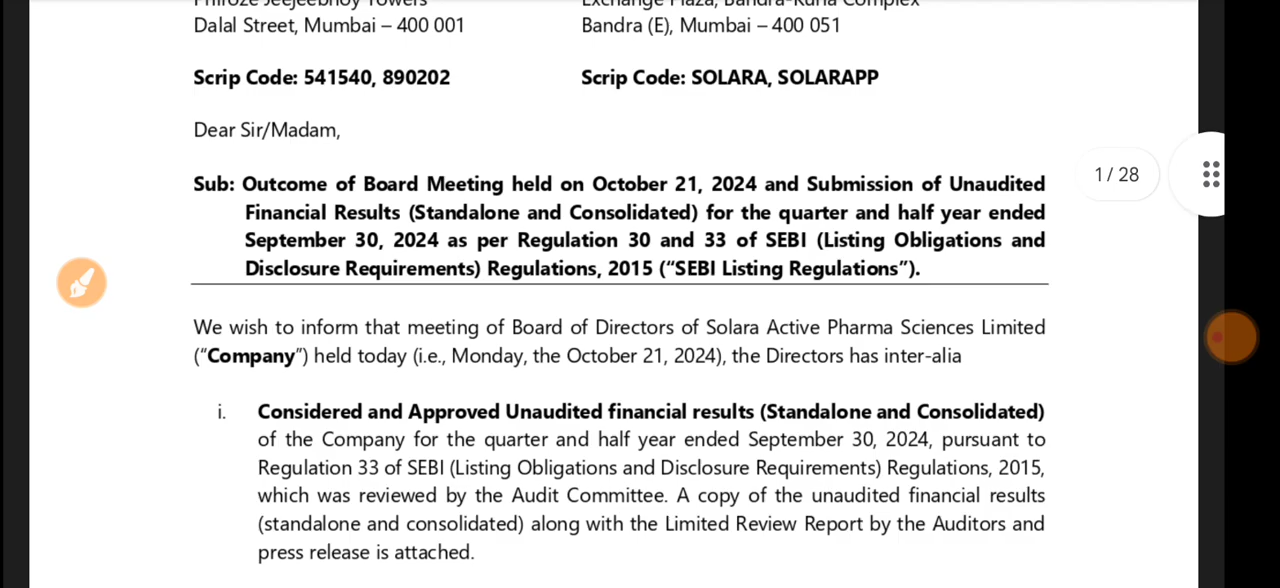 Phiroze Jeejeebhoy Towers
Exchange Plaza, Bandra-Kurla Complex
Dalal Street, Mumbai – 400 001
Bandra (E), Mumbai – 400 051
Scrip Code: 541540, 890202
Scrip Code: SOLARA, SOLARAPP
Dear Sir/Madam,
1 / 28
Sub: Outcome of Board Meeting held on October 21, 2024 and Submission of Unaudited
Financial Results (Standalone and Consolidated) for the quarter and half year ended
September 30, 2024 as per Regulation 30 and 33 of SEBI (Listing Obligations and
Disclosure Requirements) Regulations, 2015 (“SEBI Listing Regulations”).
We wish to inform that meeting of Board of Directors of Solara Active Pharma Sciences Limited
(“Company”) held today (i.e., Monday, the October 21, 2024), the Directors has inter-alia
i. Considered and Approved Unaudited financial results (Standalone and Consolidated)
of the Company for the quarter and half year ended September 30, 2024, pursuant to
Regulation 33 of SEBI (Listing Obligations and Disclosure Requirements) Regulations, 2015,
which was reviewed by the Audit Committee. A copy of the unaudited financial results
(standalone and consolidated) along with the Limited Review Report by the Auditors and
press release is attached.